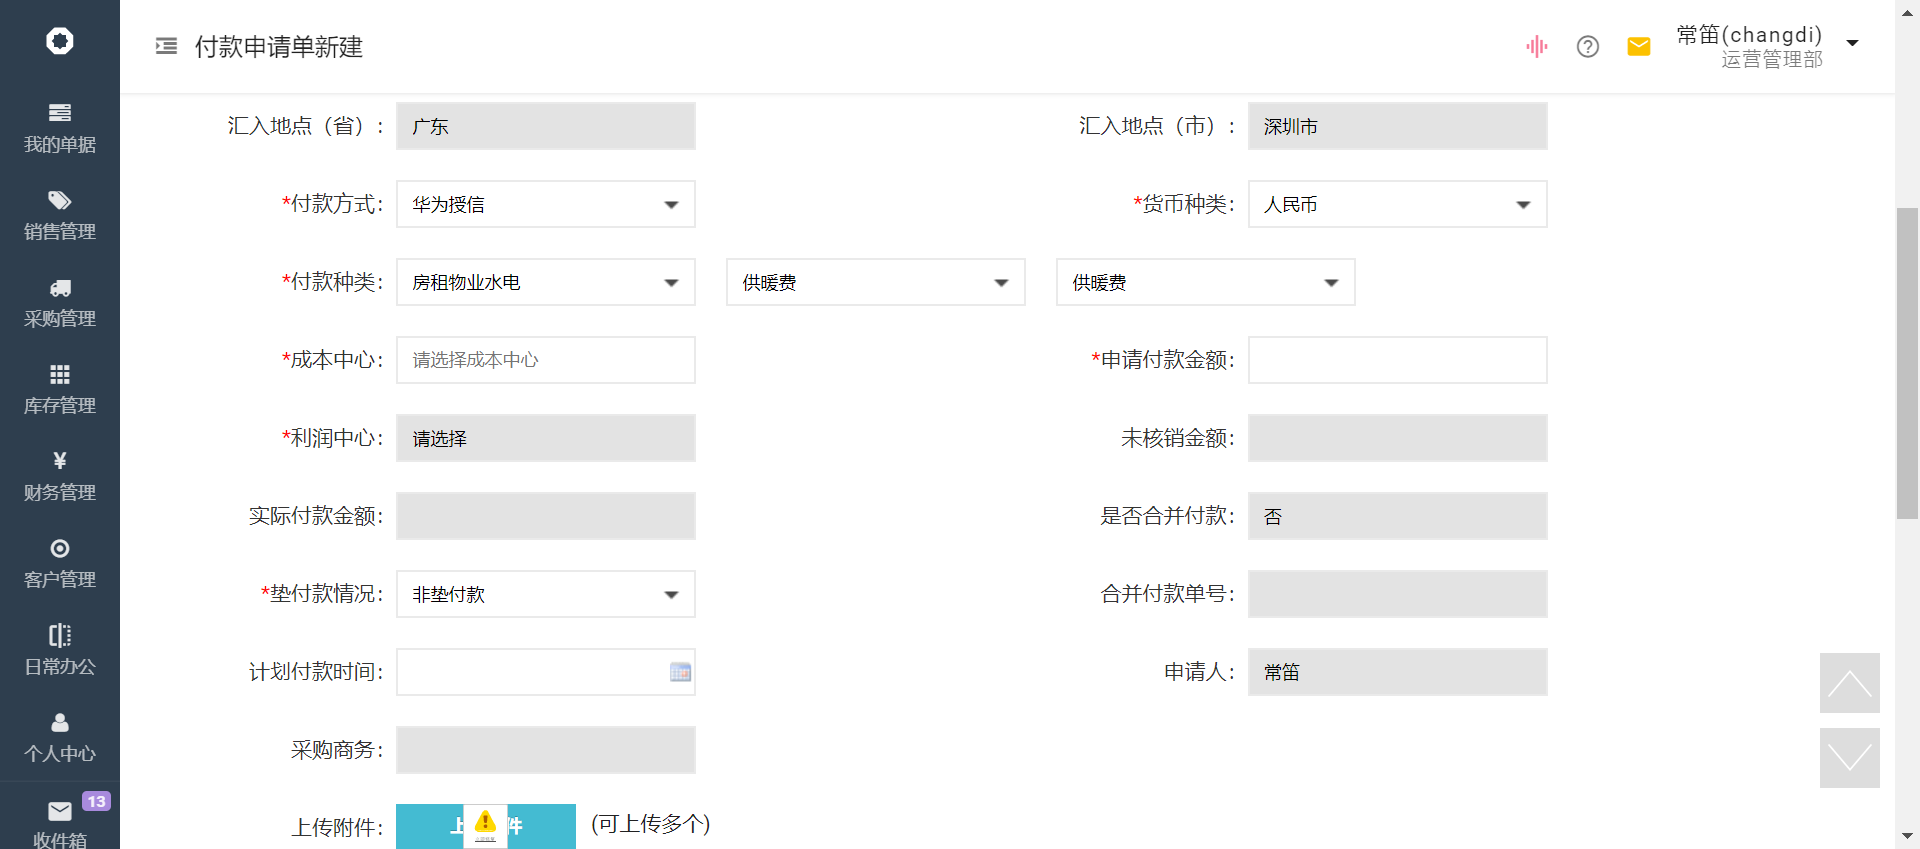 付款申请单新建
常笛(changdi)
运营管理部
我的单据
销售管理
采购管理
库存管理
¥
财务管理
客户管理
日常办公
个人中心
13
收件箱
汇入地点（省）: 广东
汇入地点（市）: 深圳市
*付款方式: 华为授信
*货币种类: 人民币
*付款种类: 房租物业水电 供暖费 供暖费
*成本中心: 请选择成本中心
*申请付款金额:
*利润中心: 请选择
未核销金额:
实际付款金额:
是否合并付款: 否
*垫付款情况: 非垫付款
合并付款单号:
计划付款时间:
申请人: 常笛
采购商务:
上传附件: 上 件 (可上传多个)